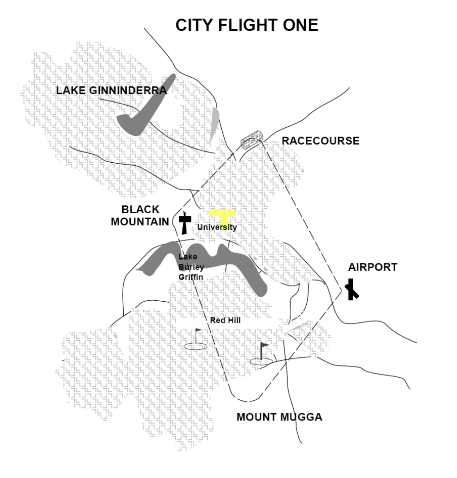 CITY FLIGHT ONE
LAKE GINNINDERRA
RACECOURSE
BLACK
MOUNTAIN
University
Lake
Burley
Griffin
AIRPORT
Red Hill
MOUNT MUGGA